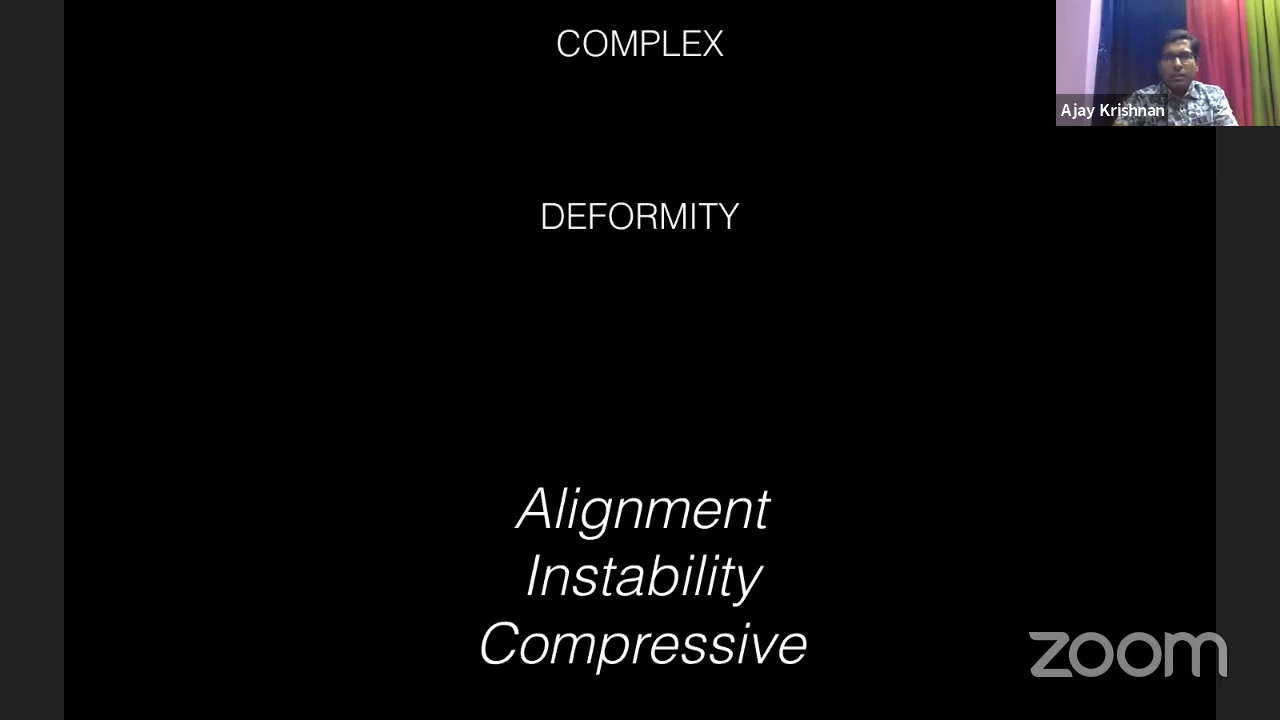 COMPLEX
Ajay Krishnan
DEFORMITY
Alignment
Instability
Compressive
zoom